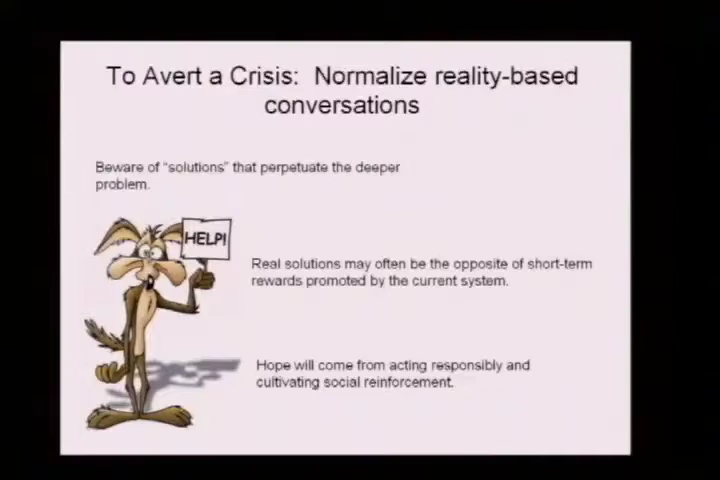 To Avert a Crisis:  Normalize reality-based
conversations
Beware of “solutions” that perpetuate the deeper
problem.
HELP!
Real solutions may often be the opposite of short-term
rewards promoted by the current system.
Hope will come from acting responsibly and
cultivating social reinforcement.